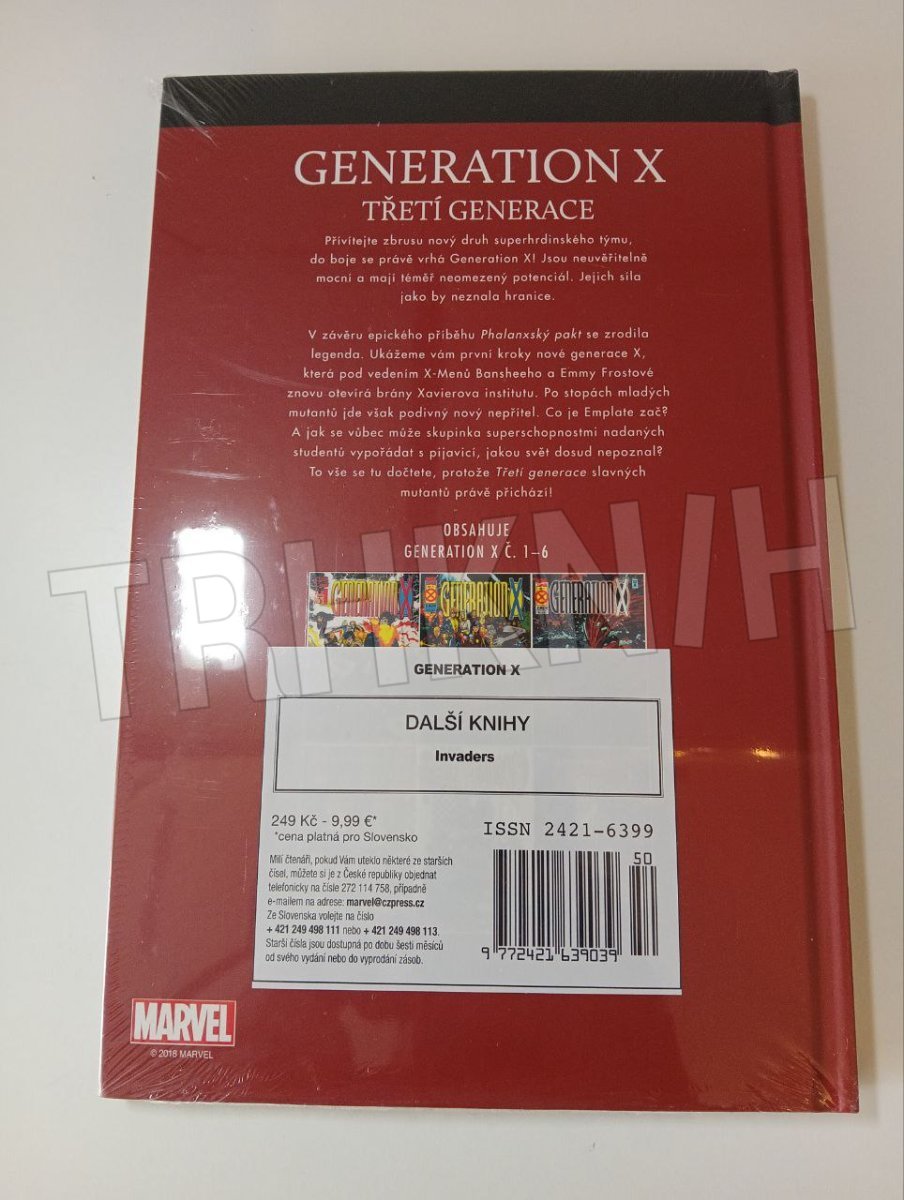 GENERATION X
TŘETÍ GENERACE
Přivítejte zbrusu nový druh superhrdinského týmu,
do boje se právě vrhá Generation X! Jsou neuvěřitelně
mocní a mají téměř neomezený potenciál. Jejich síla
jako by neznala hranice.
V závěru epického příběhu Phalanxský pakt se zrodila
legenda. Ukážeme vám první kroky nové generace X,
která pod vedením X-Menů Bansheeho a Emmy Frostové
znovu otevírá brány Xavierova institutu. Po stopách mladých
mutantů jde však podivný nový nepřítel. Co je Emplate zač?
A jak se vůbec může skupinka superschopnostmi nadaných
studentů vypořádat s pijavicí, jakou svět dosud nepoznal?
To vše se tu dočtete, protože Třetí generace slavných
mutantů právě přichází!
OBSAHUJE
GENERATION X Č. 1–6
GENERATION X GENERATION X GENERATION X
TRHKNIH
GENERATION X
DALŠÍ KNIHY
Invaders
249 Kč - 9,99 €*
*cena platná pro Slovensko
ISSN 2421-6399
Milí čtenáři, pokud Vám uteklo některé ze starších
čísel, můžete si je z České republiky objednat
telefonicky na čísle 272 114 758, případně
e-mailem na adrese: marvel@czpress.cz
Ze Slovenska volejte na číslo
+ 421 249 498 111 nebo + 421 249 498 113.
Starší čísla jsou dostupná po dobu šesti měsíců
od svého vydání nebo do vyprodání zásob.
50
9 772421 639039
MARVEL
© 2018 MARVEL